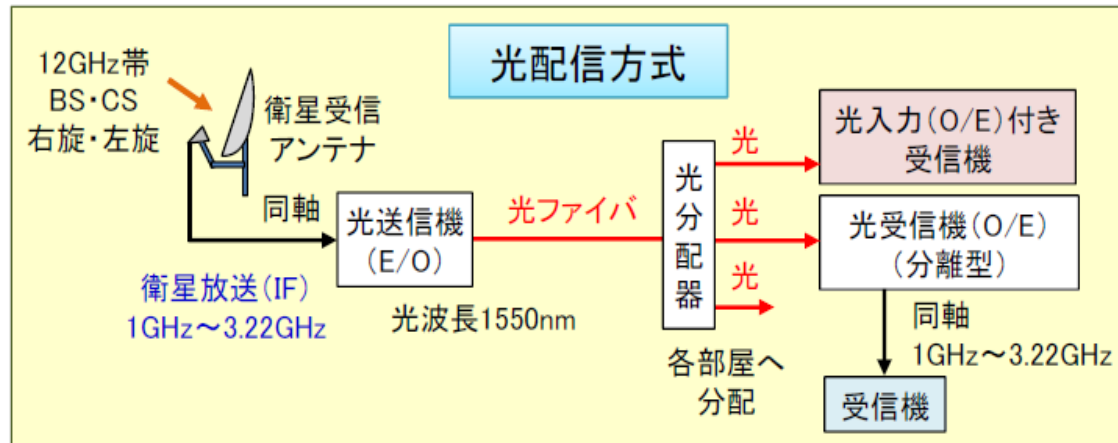 光配信方式
12GHz帯
BS・CS
右旋・左旋
衛星受信
アンテナ
同軸
光送信機
(E/O)
衛星放送(IF)
1GHz～3.22GHz
光波長1550nm
光ファイバ
光分配器
各部屋へ
分配
光
光
光
光入力(O/E)付き
受信機
光受信機(O/E)
(分離型)
同軸
1GHz～3.22GHz
受信機